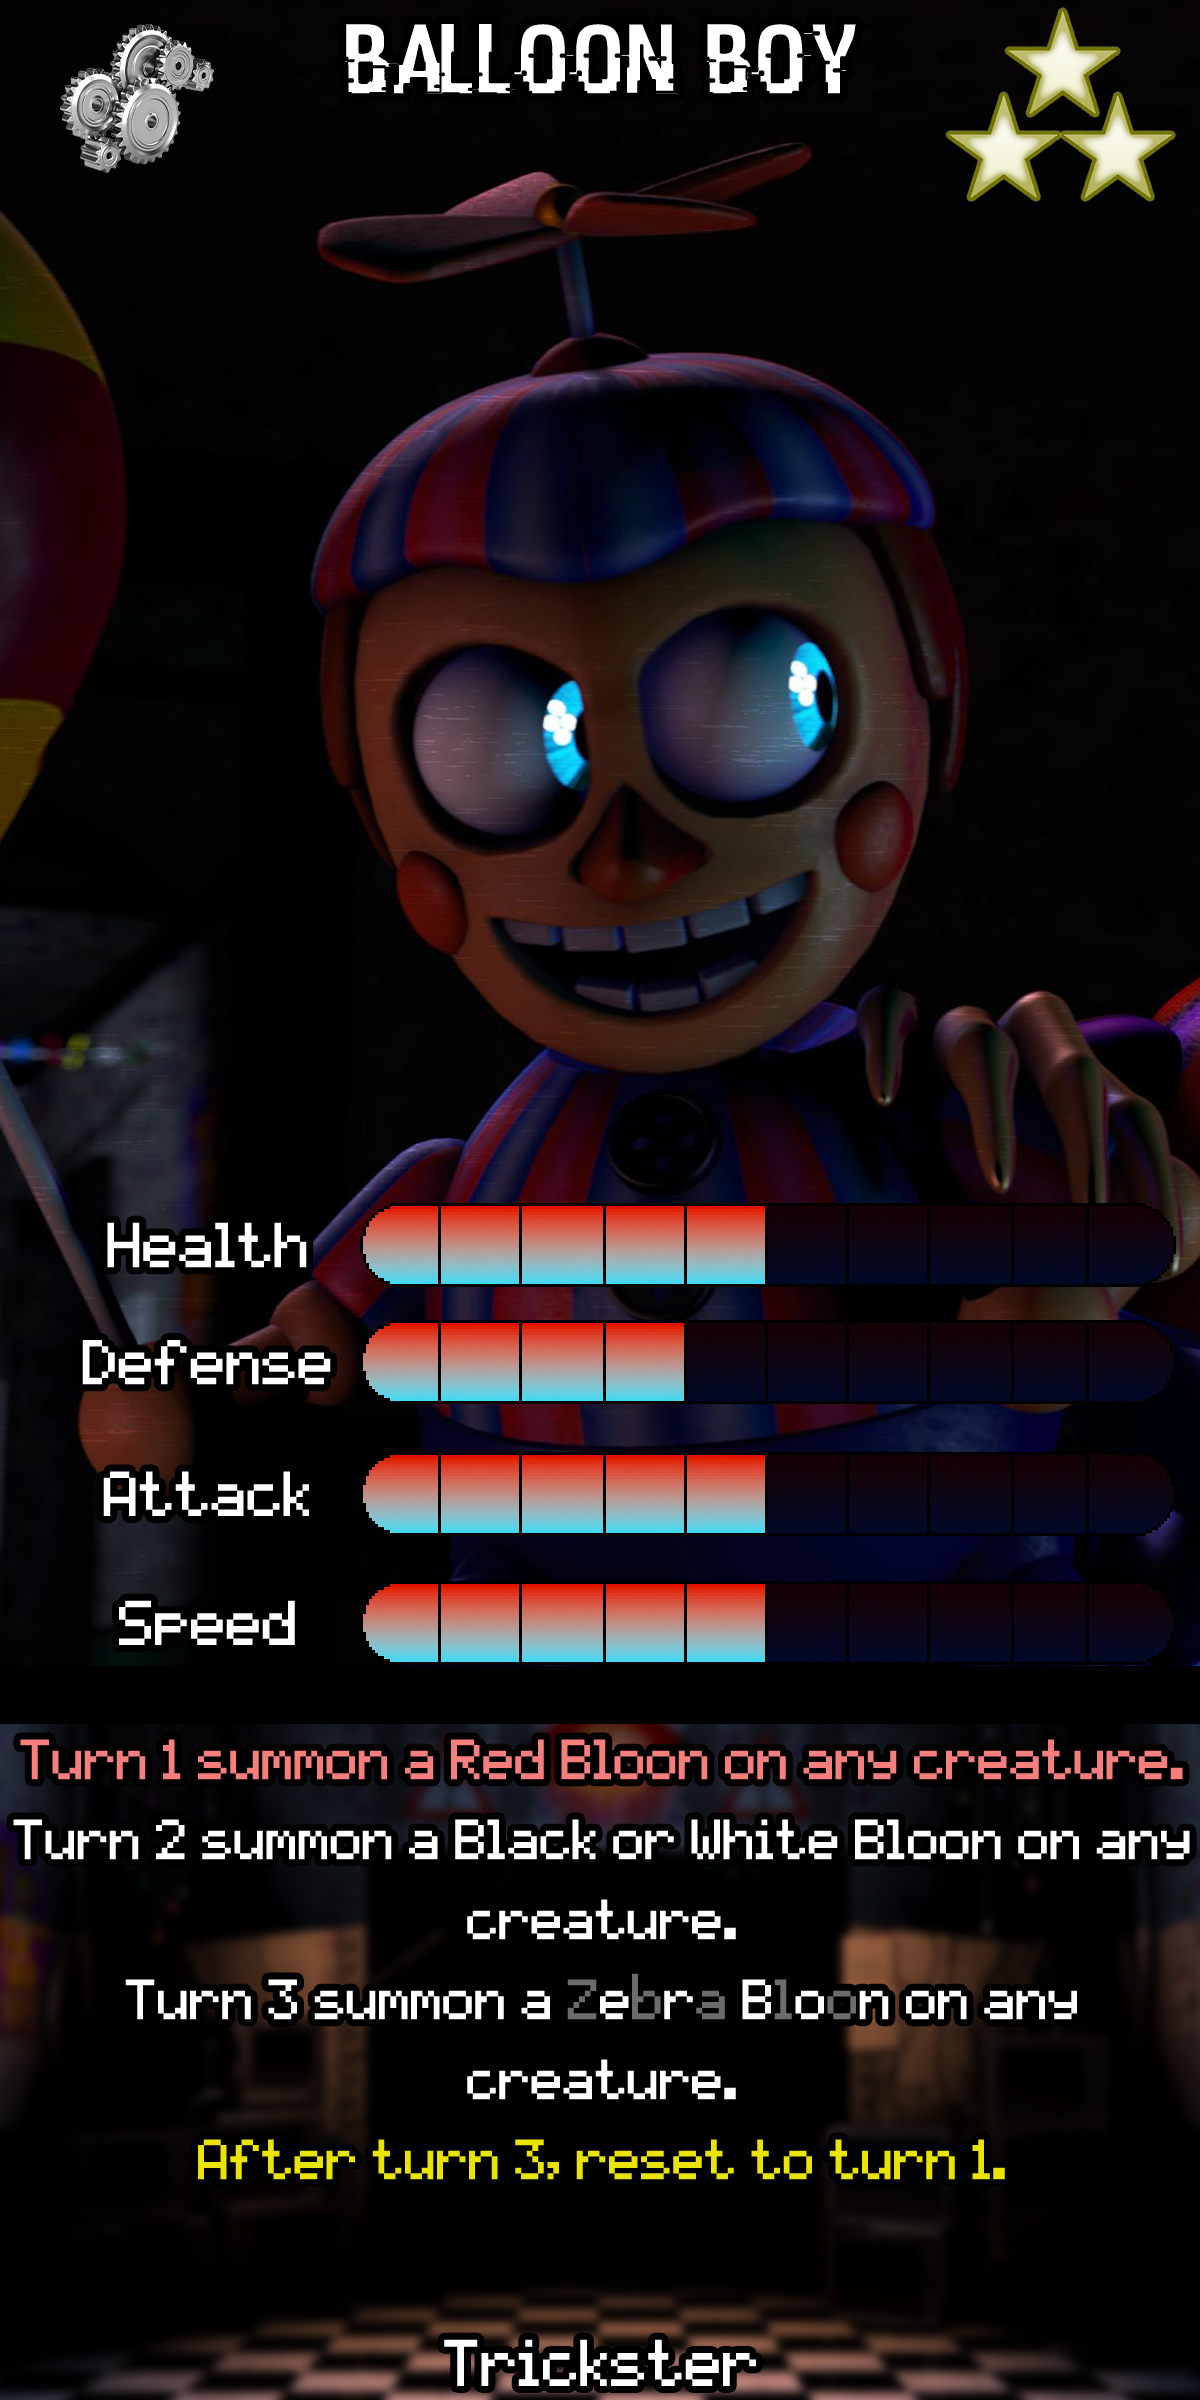 BALLOON BOY
Health
Defense
Attack
Speed
Turn 1 summon a Red Bloon on any creature.
Turn 2 summon a Black or White Bloon on any
creature.
Turn 3 summon a Zebra Bloon on any
creature.
After turn 3, reset to turn 1.
Trickster